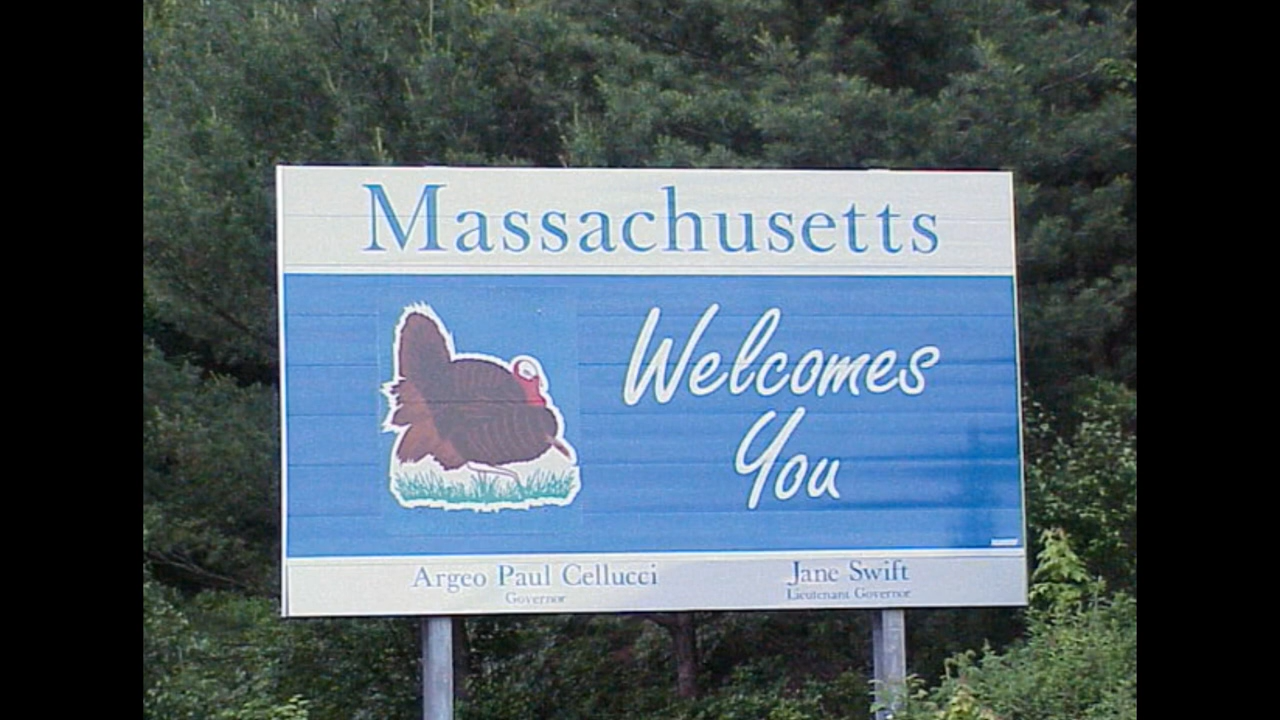 Massachusetts
Welcomes
You
Argeo Paul Cellucci Jane Swift
Governor Lieutenant Governor